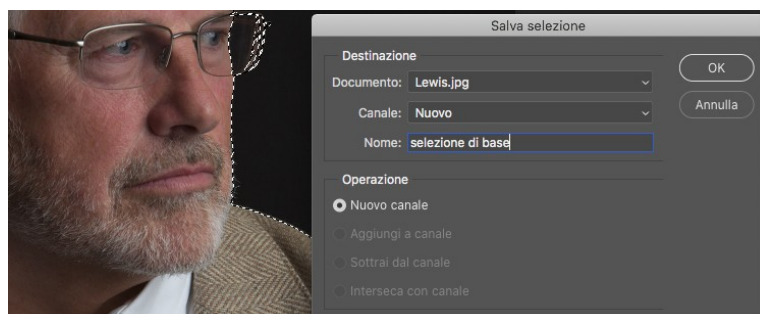 Salva selezione
Destinazione
Documento: Lewis.jpg
Canale: Nuovo
Nome: selezione di base
OK
Annulla
Operazione
Nuovo canale
Aggiungi a canale
Sottrai dal canale
Interseca con canale